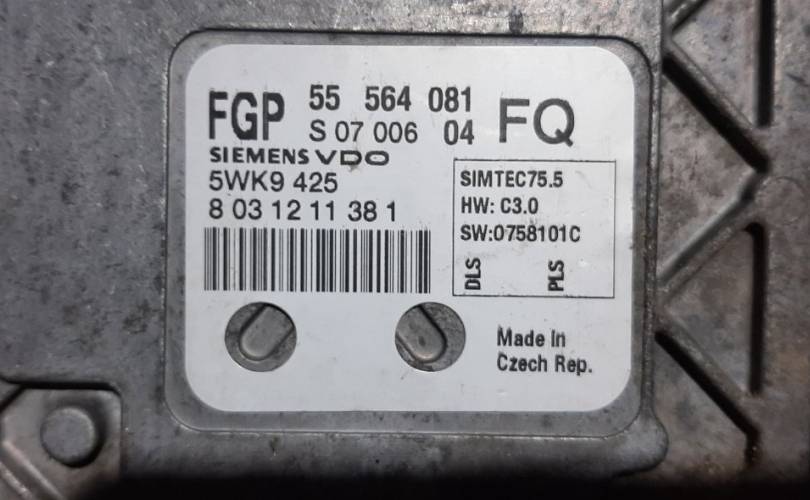 FGP 55 564 081 FQ
S 07 006 04
SIEMENS VDO
5WK9 425
8 03 12 11 38 1
SIMTEC75.5
HW: C3.0
SW:0758101C
DLS PLS
Made in
Czech Rep.